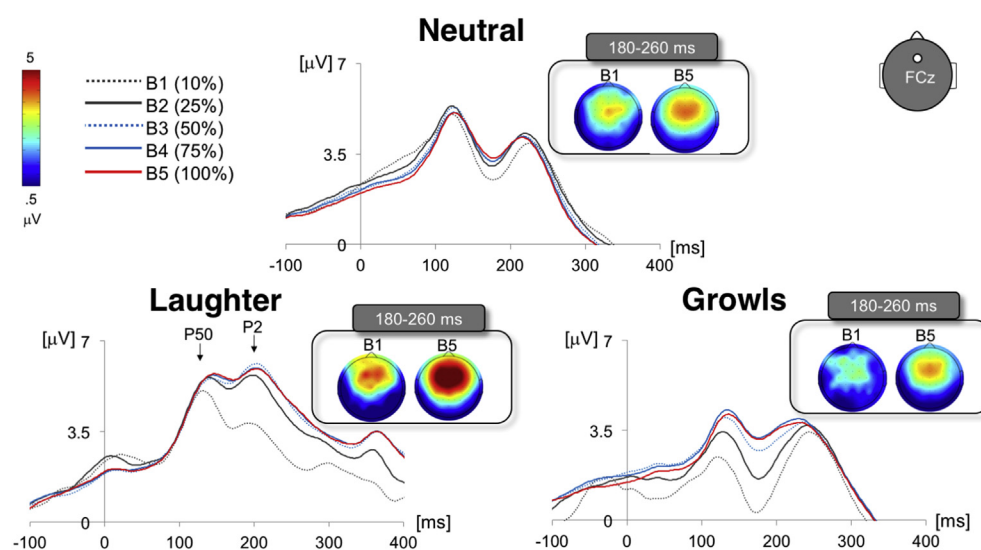 Neutral
5
.5
µV
B1 (10%)
B2 (25%)
B3 (50%)
B4 (75%)
B5 (100%)
[µV] 7
3.5
0
-100 0 100 200 300 400
[ms]
180-260 ms
B1 B5
FCz
Laughter
[µV] 7
3.5
0
-100 0 100 200 300 400
[ms]
P50 P2
180-260 ms
B1 B5
Growls
[µV] 7
3.5
0
-100 0 100 200 300 400
[ms]
180-260 ms
B1 B5